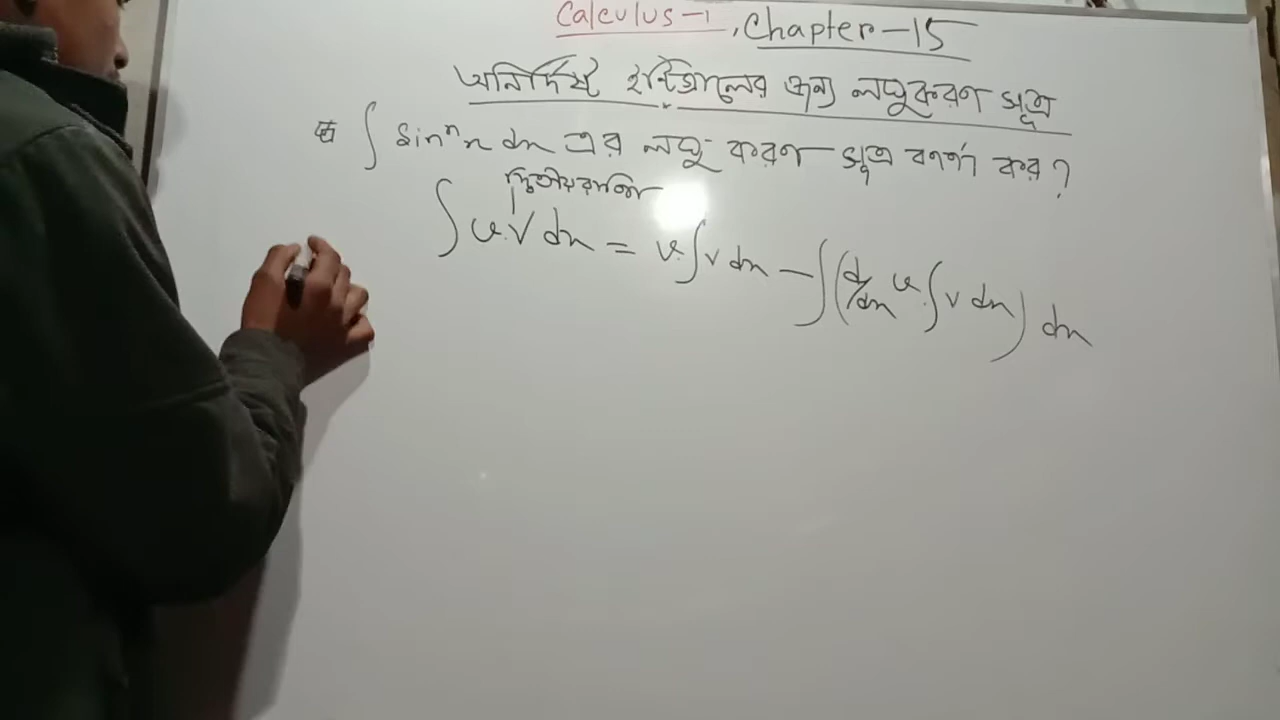 Calculus-1, Chapter-15
অনির্দিষ্ট ইন্টিগ্রালের জন্য লঘুকরণ সূত্র
∫ sinⁿx dx এর লঘু-করণ সূত্র বর্ণনা কর?
দ্বিতীয় রাশি
∫ u.v dx = u.∫v dx - ∫(d/dx u.∫v dx) dx